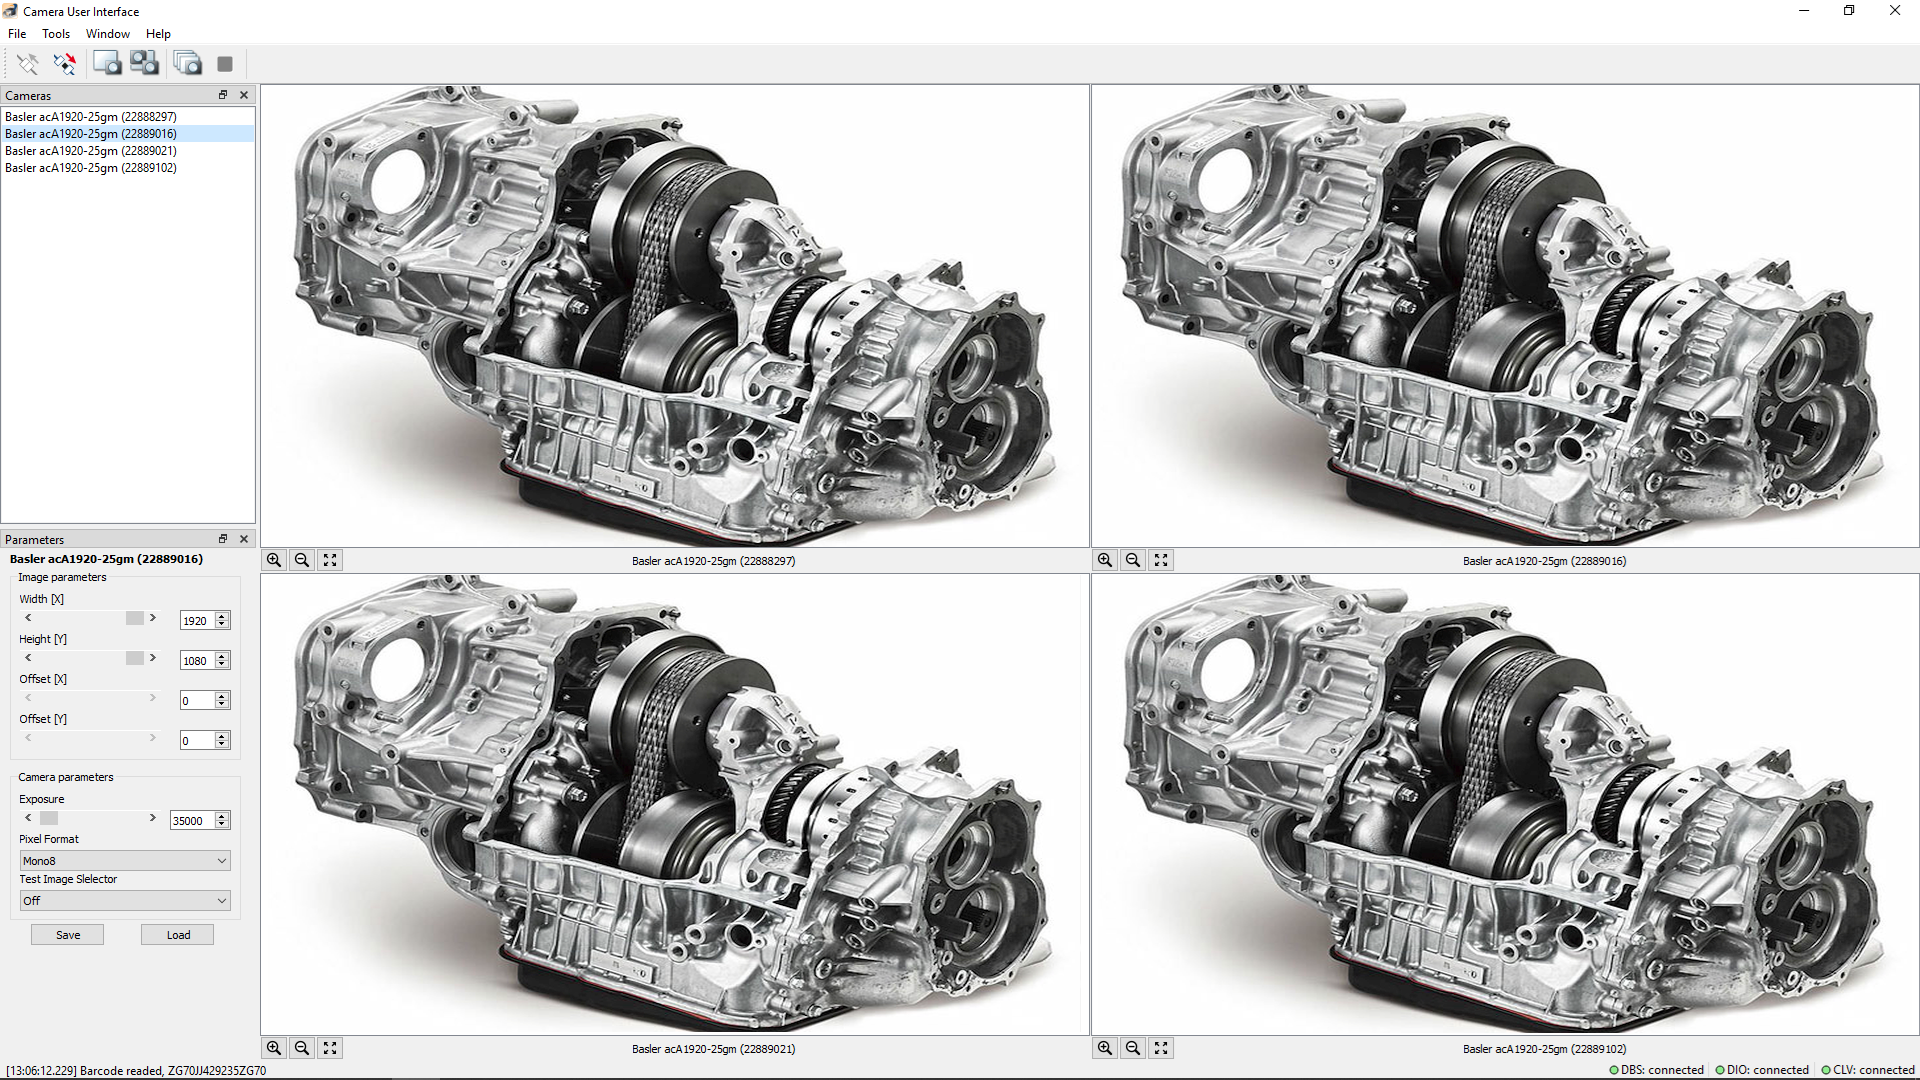 Camera User Interface
File Tools Window Help
Cameras
Basler acA1920-25gm (22888297)
Basler acA1920-25gm (22889016)
Basler acA1920-25gm (22889021)
Basler acA1920-25gm (22889102)
Parameters
Basler acA1920-25gm (22889016)
Image parameters
Width [X]
1920
Height [Y]
1080
Offset [X]
0
Offset [Y]
0
Camera parameters
Exposure
35000
Pixel Format
Mono8
Test Image Slelector
Off
Save Load
Basler acA1920-25gm (22888297)
Basler acA1920-25gm (22889016)
Basler acA1920-25gm (22889021)
Basler acA1920-25gm (22889102)
[13:06:12.229] Barcode readed, ZG70JJ429235ZG70
DBS: connected DIO: connected CLV: connected